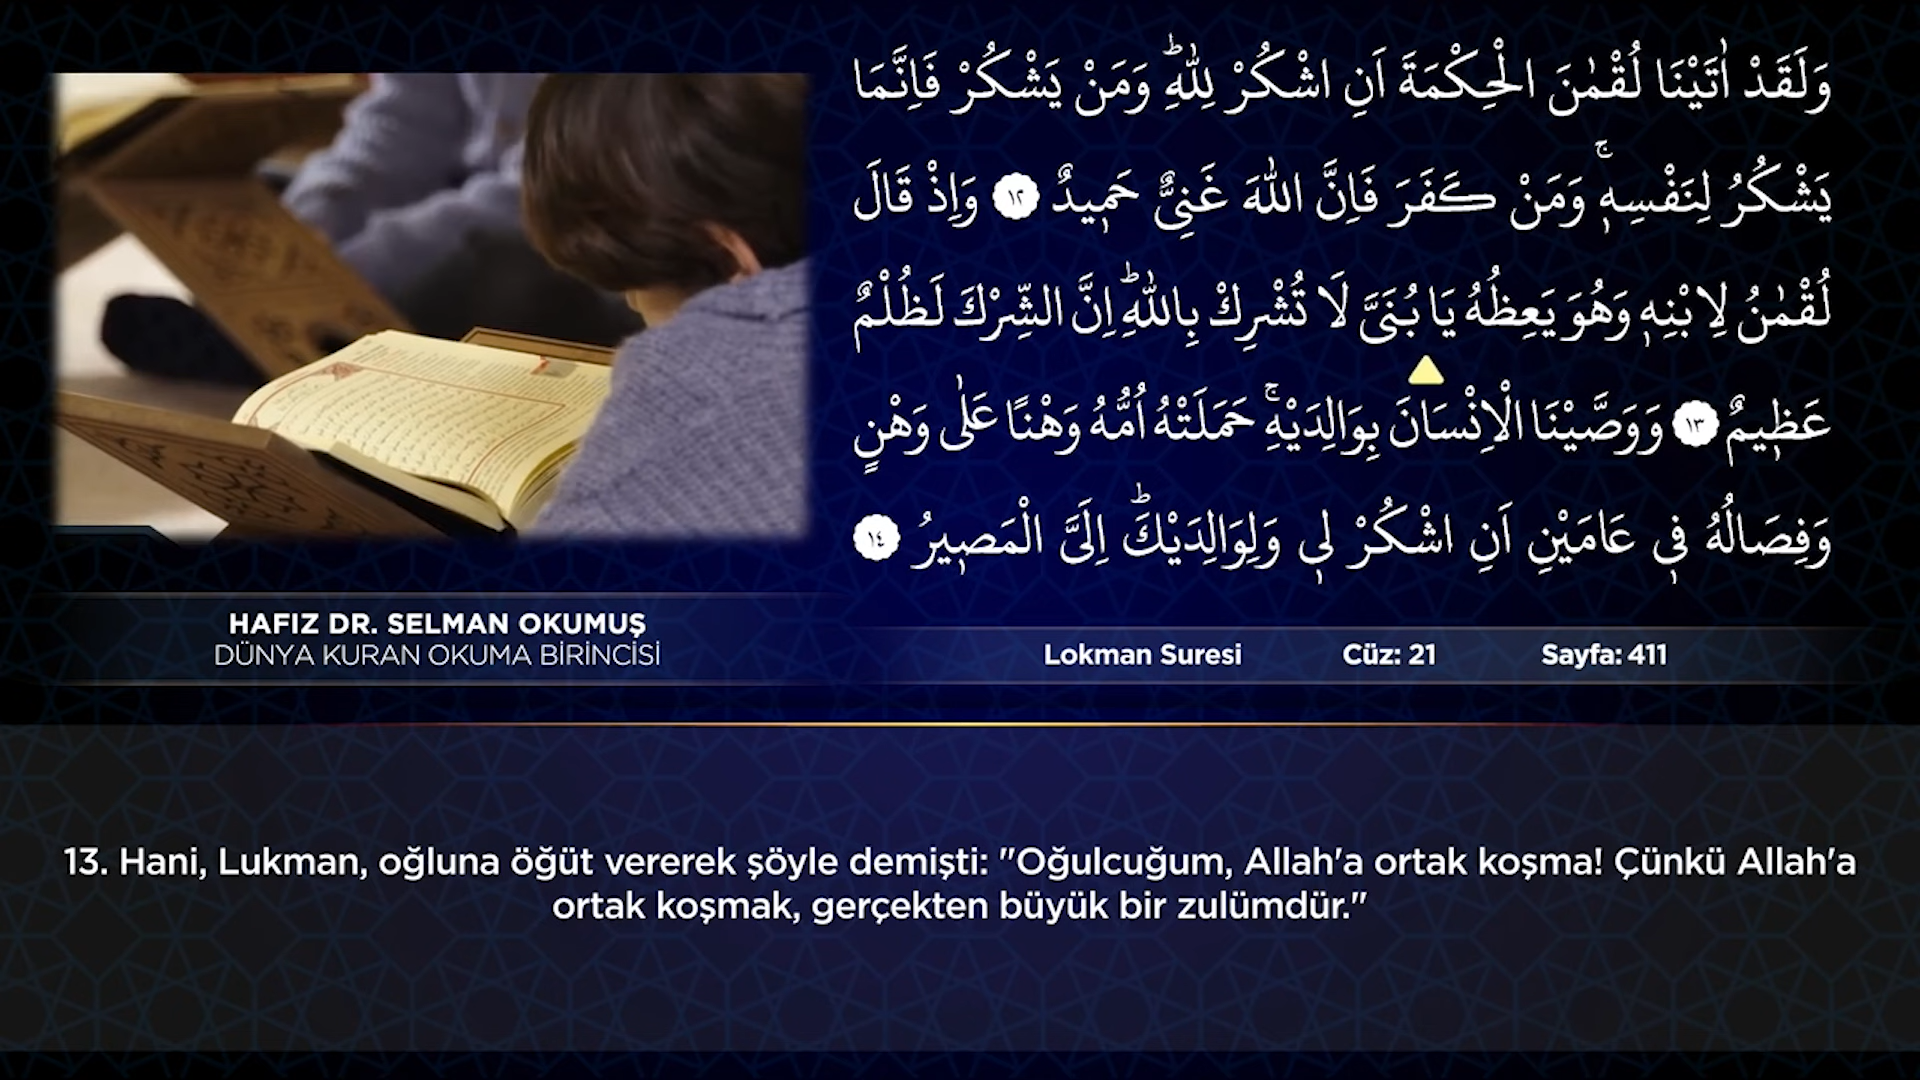 وَلَقَدْ اٰتَيْنَا لُقْمٰنَ الْحِكْمَةَ اَنِ اشْكُرْ لِلّٰهِۜ وَمَنْ يَشْكُرْ فَاِنَّمَا
يَشْكُرُ لِنَفْسِه۪ۚ وَمَنْ كَفَرَ فَاِنَّ اللّٰهَ غَنِيٌّ حَم۪يدٌ ١٢ وَاِذْ قَالَ
لُقْمٰنُ لِابْنِه۪ وَهُوَ يَعِظُهُ يَا بُنَيَّ لَا تُشْرِكْ بِاللّٰهِۜ اِنَّ الشِّرْكَ لَظُلْمٌ
عَظ۪يمٌ ١٣ وَوَصَّيْنَا الْاِنْسَانَ بِوَالِدَيْهِۚ حَمَلَتْهُ اُمُّهُ وَهْنًا عَلٰى وَهْنٍ
وَفِصَالُهُ ف۪ي عَامَيْنِ اَنِ اشْكُرْ ل۪ي وَلِوَالِدَيْكَۜ اِلَيَّ الْمَص۪يرُ ١٤
HAFIZ DR. SELMAN OKUMUŞ
DÜNYA KURAN OKUMA BİRİNCİSİ
Lokman Suresi Cüz: 21 Sayfa: 411
13. Hani, Lukman, oğluna öğüt vererek şöyle demişti: "Oğulcuğum, Allah'a ortak koşma! Çünkü Allah'a
ortak koşmak, gerçekten büyük bir zulümdür."